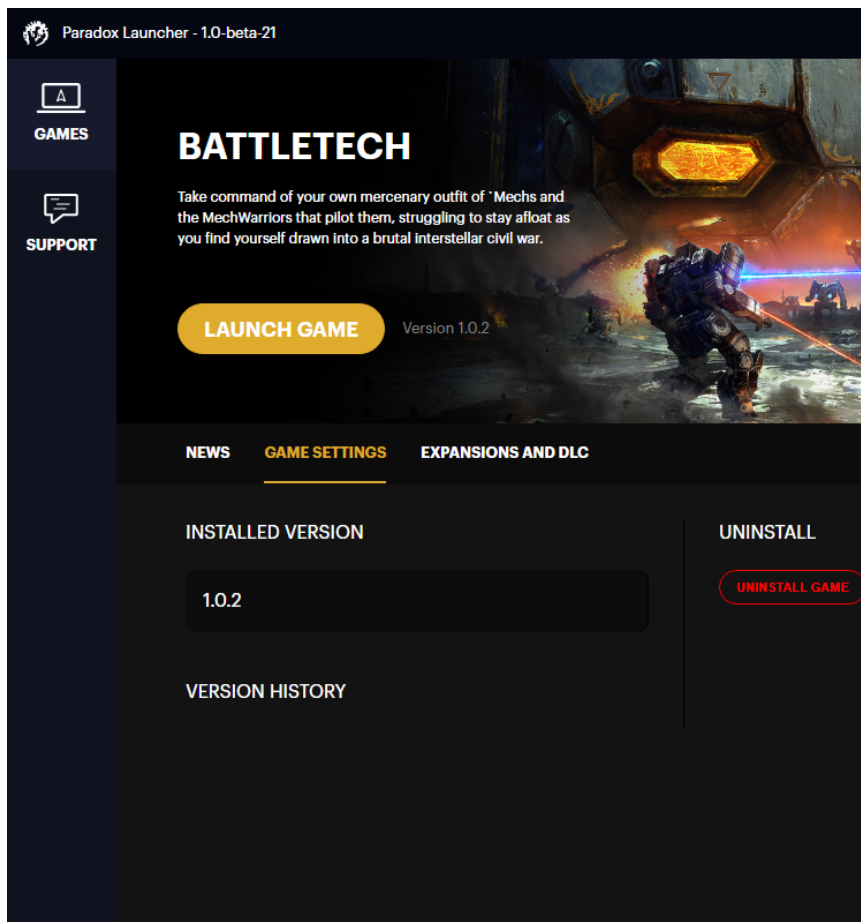 Paradox Launcher - 1.0-beta-21
GAMES
SUPPORT
BATTLETECH
Take command of your own mercenary outfit of `Mechs and
the MechWarriors that pilot them, struggling to stay afloat as
you find yourself drawn into a brutal interstellar civil war.
LAUNCH GAME Version 1.0.2
NEWS GAME SETTINGS EXPANSIONS AND DLC
INSTALLED VERSION
1.0.2
VERSION HISTORY
UNINSTALL
UNINSTALL GAME